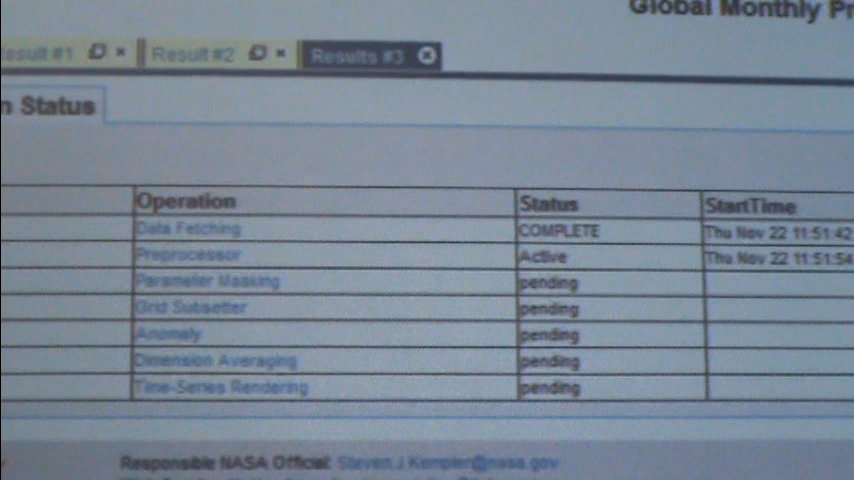 Global Monthly Pr
Result #1 Result #2 Results #3
n Status
Operation Status StartTime
Data Fetching COMPLETE Thu Nov 22 11:51:42
Preprocessor Active Thu Nov 22 11:51:54
Parameter Masking pending
Grid Subsetter pending
Anomaly pending
Dimension Averaging pending
Time-Series Rendering pending
Responsible NASA Official: Steven.J.Kempler@nasa.gov